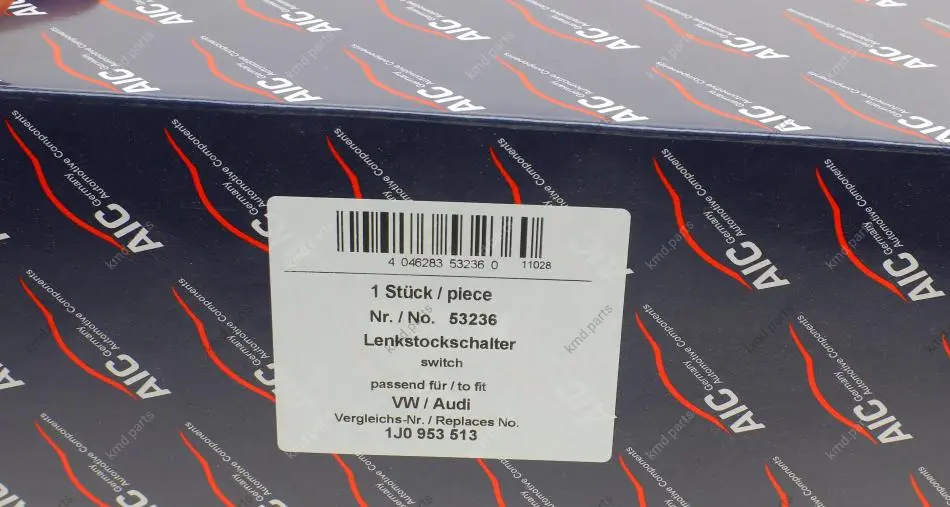 4 046283 53236 0 11028
1 Stück / piece
Nr. / No. 53236
Lenkstockschalter
switch
passend für / to fit
VW / Audi
Vergleichs-Nr. / Replaces No.
1J0 953 513
AIC Germany
Automotive Components
kmd.parts